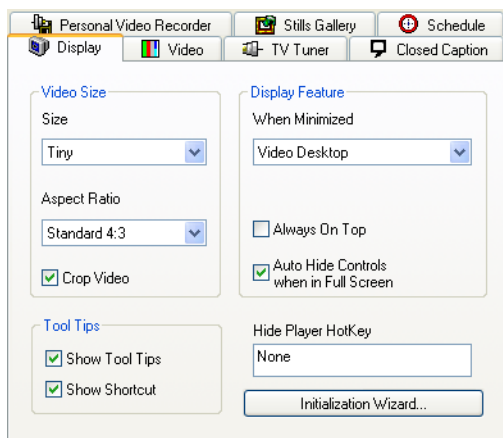 Personal Video Recorder Stills Gallery Schedule
Display Video TV Tuner Closed Caption
Video Size
Size
Tiny
Aspect Ratio
Standard 4:3
Crop Video
Display Feature
When Minimized
Video Desktop
Always On Top
Auto Hide Controls
when in Full Screen
Tool Tips
Show Tool Tips
Show Shortcut
Hide Player HotKey
None
Initialization Wizard...